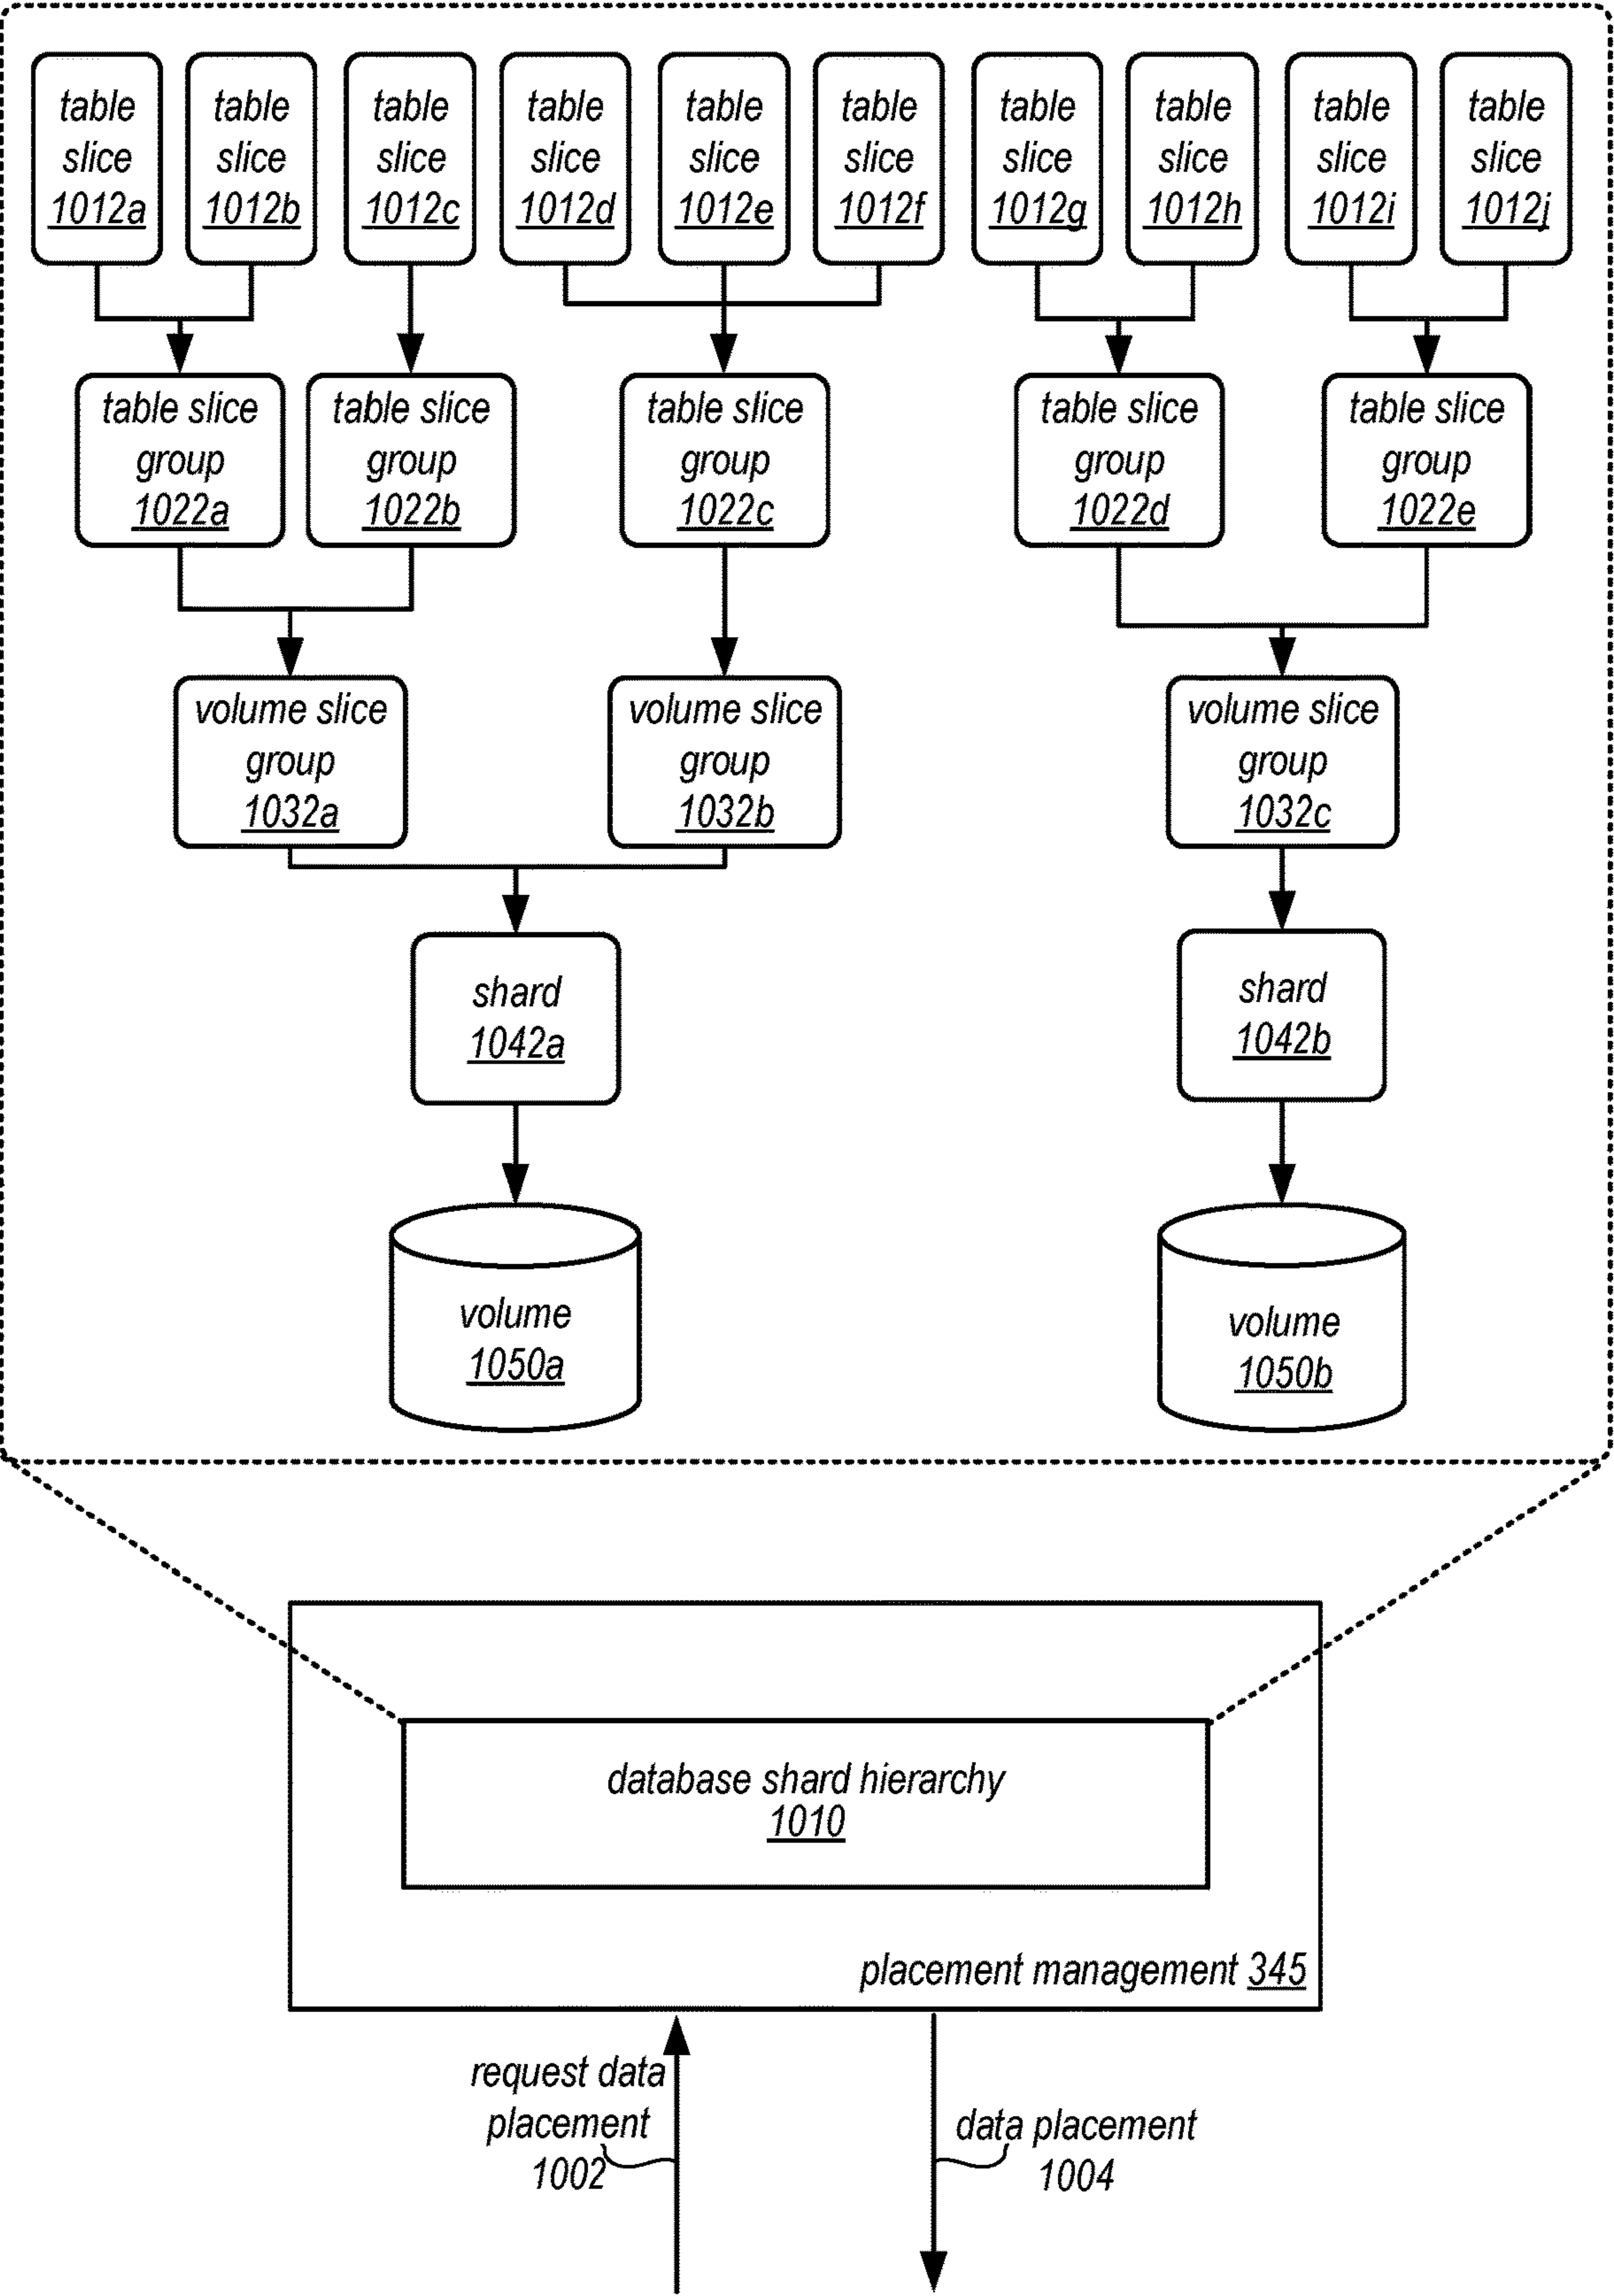 table
slice
1012a
table
slice
1012b
table
slice
1012c
table
slice
1012d
table
slice
1012e
table
slice
1012f
table
slice
1012g
table
slice
1012h
table
slice
1012i
table
slice
1012j
table slice
group
1022a
table slice
group
1022b
table slice
group
1022c
table slice
group
1022d
table slice
group
1022e
volume slice
group
1032a
volume slice
group
1032b
volume slice
group
1032c
shard
1042a
shard
1042b
volume
1050a
volume
1050b
database shard hierarchy
1010
placement management 345
request data
placement
1002
data placement
1004